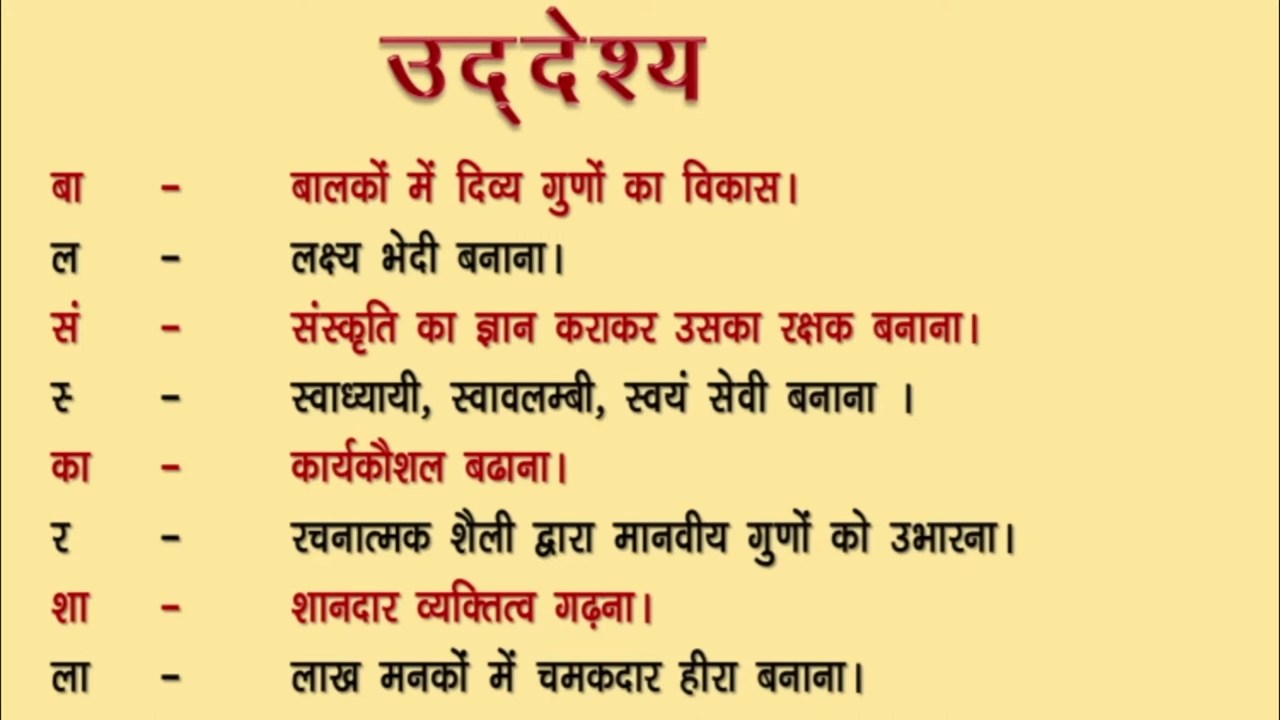 उद्देश्य
बा - बालकों में दिव्य गुणों का विकास।
ल - लक्ष्य भेदी बनाना।
सं - संस्कृति का ज्ञान कराकर उसका रक्षक बनाना।
स्‍ - स्वाध्यायी, स्वावलम्बी, स्वयं सेवी बनाना ।
का - कार्यकौशल बढाना।
र - रचनात्मक शैली द्वारा मानवीय गुणों को उभारना।
शा - शानदार व्यक्तित्व गढ़ना।
ला - लाख मनकों में चमकदार हीरा बनाना।